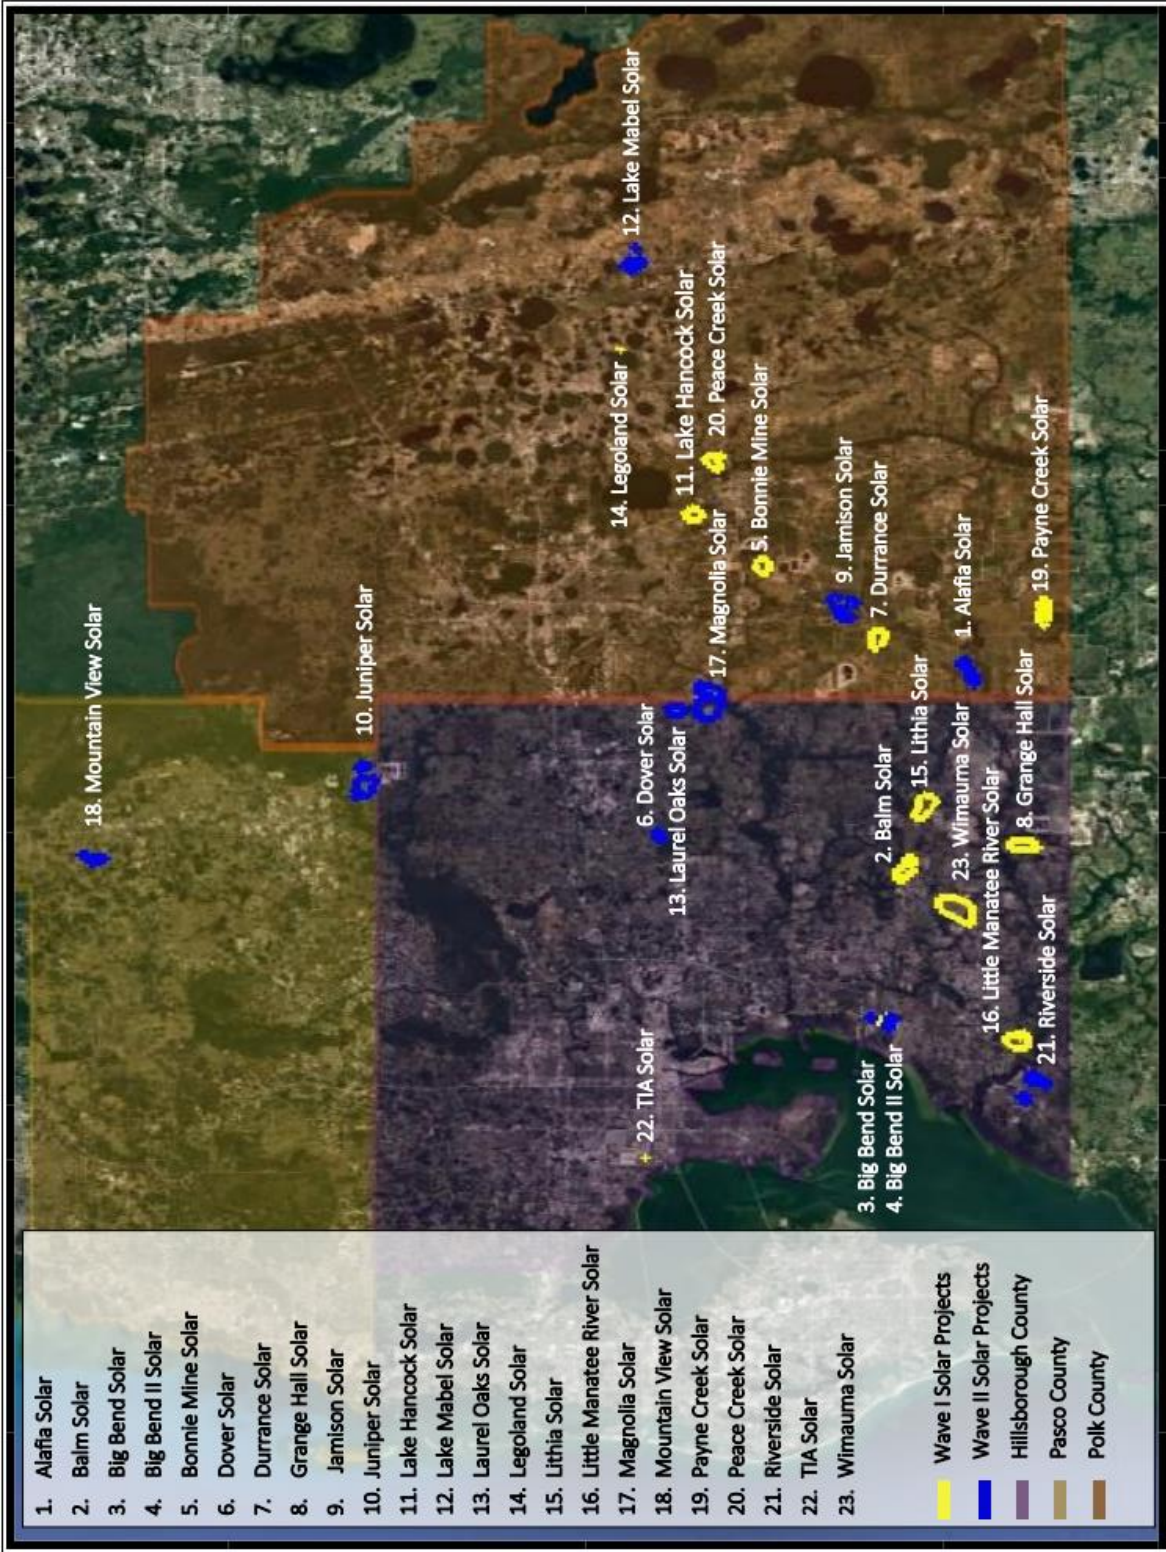 1. Alafia Solar
2. Balm Solar
3. Big Bend Solar
4. Big Bend II Solar
5. Bonnie Mine Solar
6. Dover Solar
7. Durrance Solar
8. Grange Hall Solar
9. Jamison Solar
10. Juniper Solar
11. Lake Hancock Solar
12. Lake Mabel Solar
13. Laurel Oaks Solar
14. Legoland Solar
15. Lithia Solar
16. Little Manatee River Solar
17. Magnolia Solar
18. Mountain View Solar
19. Payne Creek Solar
20. Peace Creek Solar
21. Riverside Solar
22. TIA Solar
23. Wimauma Solar
Wave I Solar Projects
Wave II Solar Projects
Hillsborough County
Pasco County
Polk County
18. Mountain View Solar
10. Juniper Solar
12. Lake Mabel Solar
14. Legoland Solar
22. TIA Solar
6. Dover Solar
13. Laurel Oaks Solar
11. Lake Hancock Solar
17. Magnolia Solar
20. Peace Creek Solar
5. Bonnie Mine Solar
9. Jamison Solar
3. Big Bend Solar
4. Big Bend II Solar
2. Balm Solar
7. Durrance Solar
15. Lithia Solar
23. Wimauma Solar
1. Alafia Solar
16. Little Manatee River Solar
8. Grange Hall Solar
21. Riverside Solar
19. Payne Creek Solar